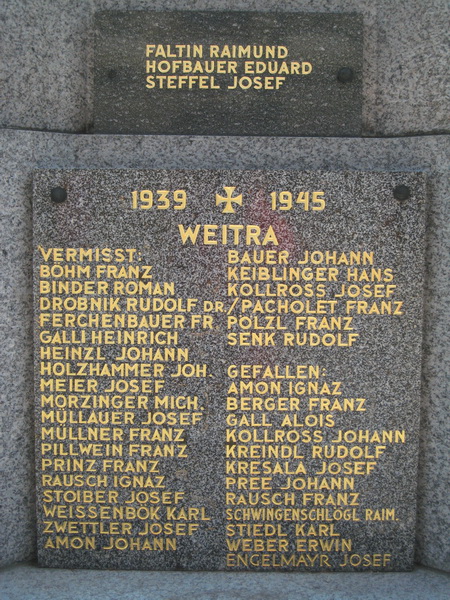 FALTIN RAIMUND
HOFBAUER EDUARD
STEFFEL JOSEF
1939 1945
WEITRA
VERMISST:
BÖHM FRANZ
BINDER ROMAN
DROBNIK RUDOLF DR./
FERCHENBAUER FR
GALLI HEINRICH
HEINZL JOHANN
HOLZHAMMER JOH.
MEIER JOSEF
MORZINGER MICH.
MÜLLAUER JOSEF
MÜLLNER FRANZ
PILLWEIN FRANZ
PRINZ FRANZ
RAUSCH IGNAZ
STOIBER JOSEF
WEISSENBÖK KARL
ZWETTLER JOSEF
AMON JOHANN
BAUER JOHANN
KEIBLINGER HANS
KOLLROSS JOSEF
PACHOLET FRANZ
PÖLZL FRANZ
SENK RUDOLF
GEFALLEN:
AMON IGNAZ
BERGER FRANZ
GALL ALOIS
KOLLROSS JOHANN
KREINDL RUDOLF
KRESALA JOSEF
PREE JOHANN
RAUSCH FRANZ
SCHWINGENSCHLÖGL RAIM.
STIEDL KARL
WEBER ERWIN
ENGELMAYR JOSEF